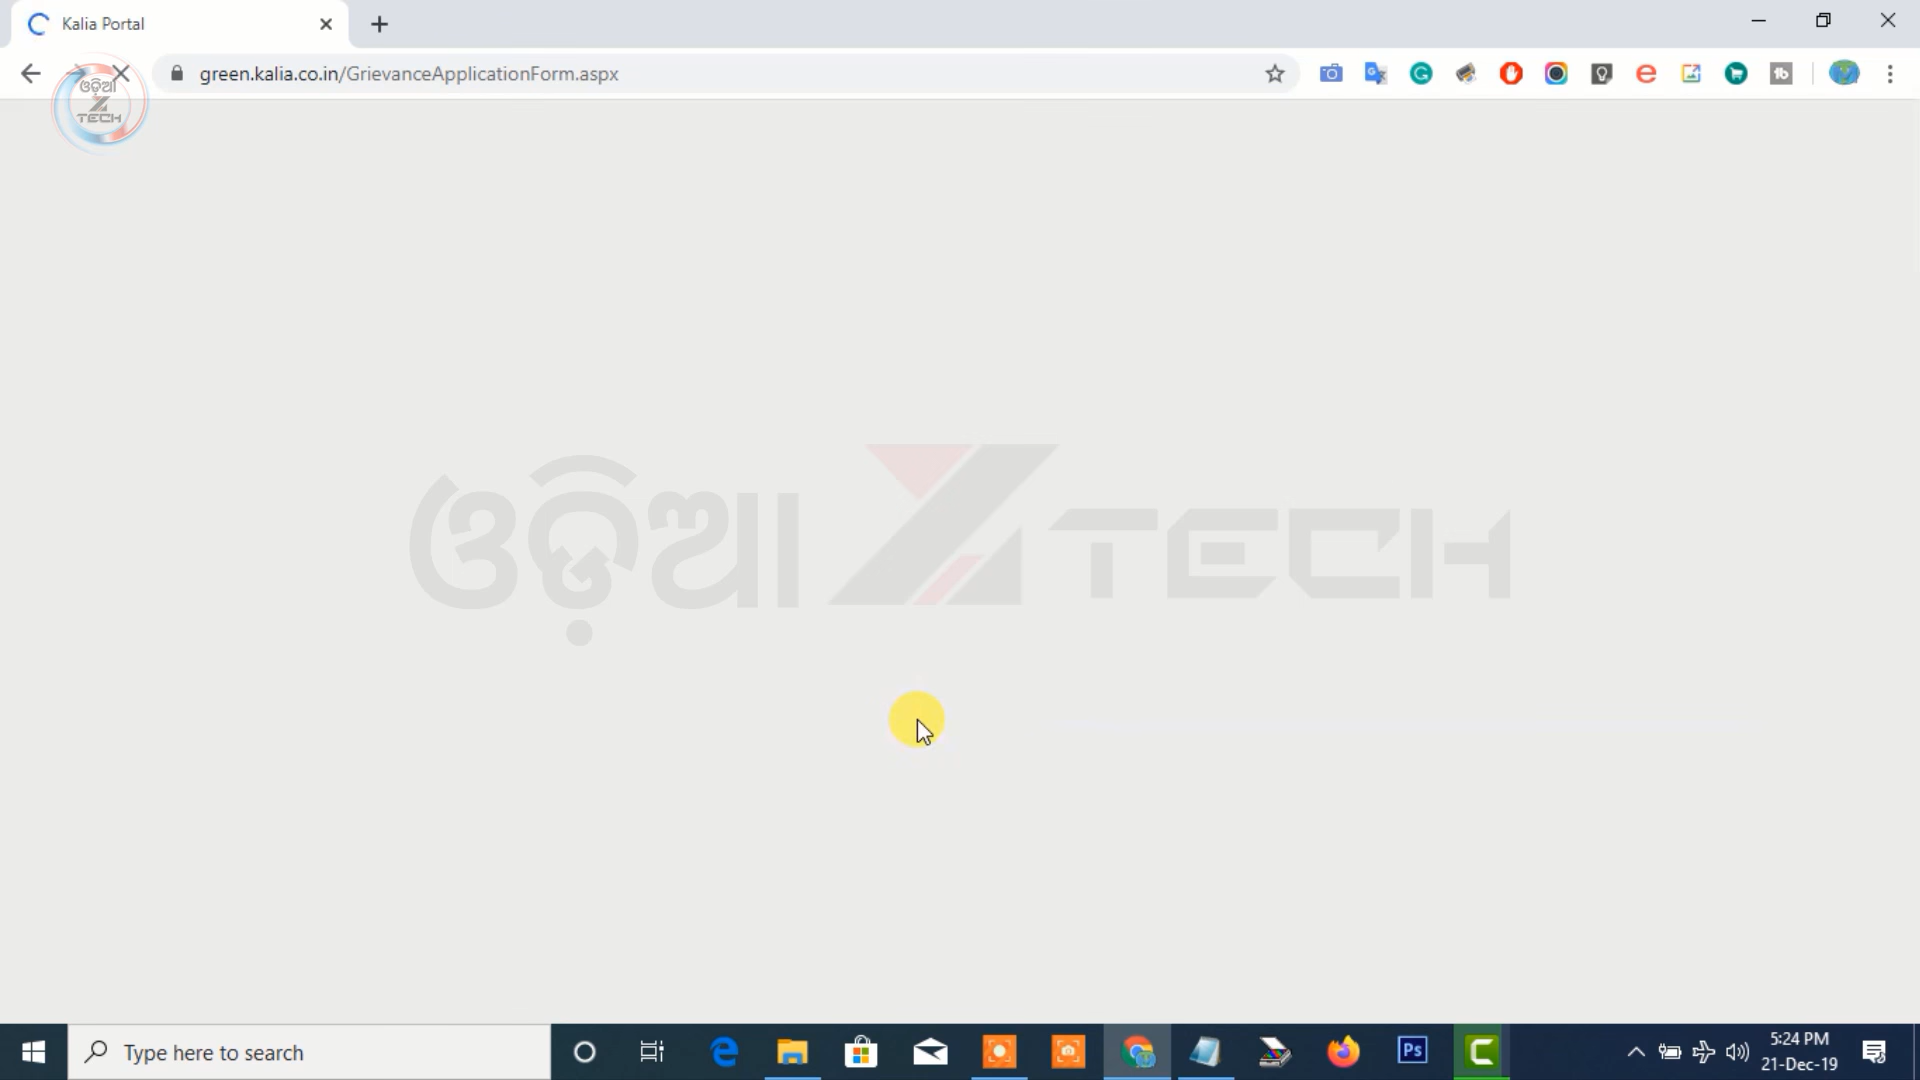 Kalia Portal
green.kalia.co.in/GrievanceApplicationForm.aspx
ଓଡ଼ିଆ
Z
TECH
ଓଡ଼ିଆ Z TECH
Type here to search
Ps
5:24 PM
21-Dec-19